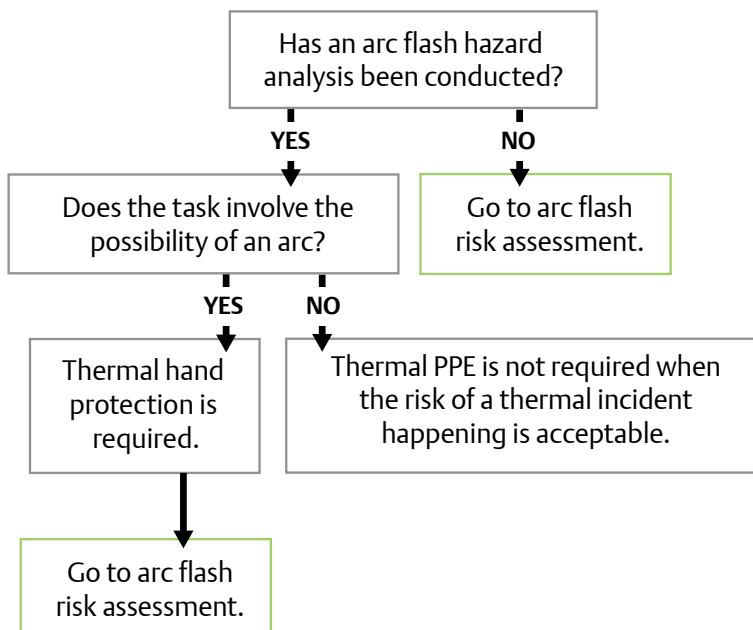 Has an arc flash hazard
analysis been conducted?
YES
NO
Does the task involve the
possibility of an arc?
Go to arc flash
risk assessment.
YES
NO
Thermal hand
protection is
required.
Thermal PPE is not required when
the risk of a thermal incident
happening is acceptable.
Go to arc flash
risk assessment.